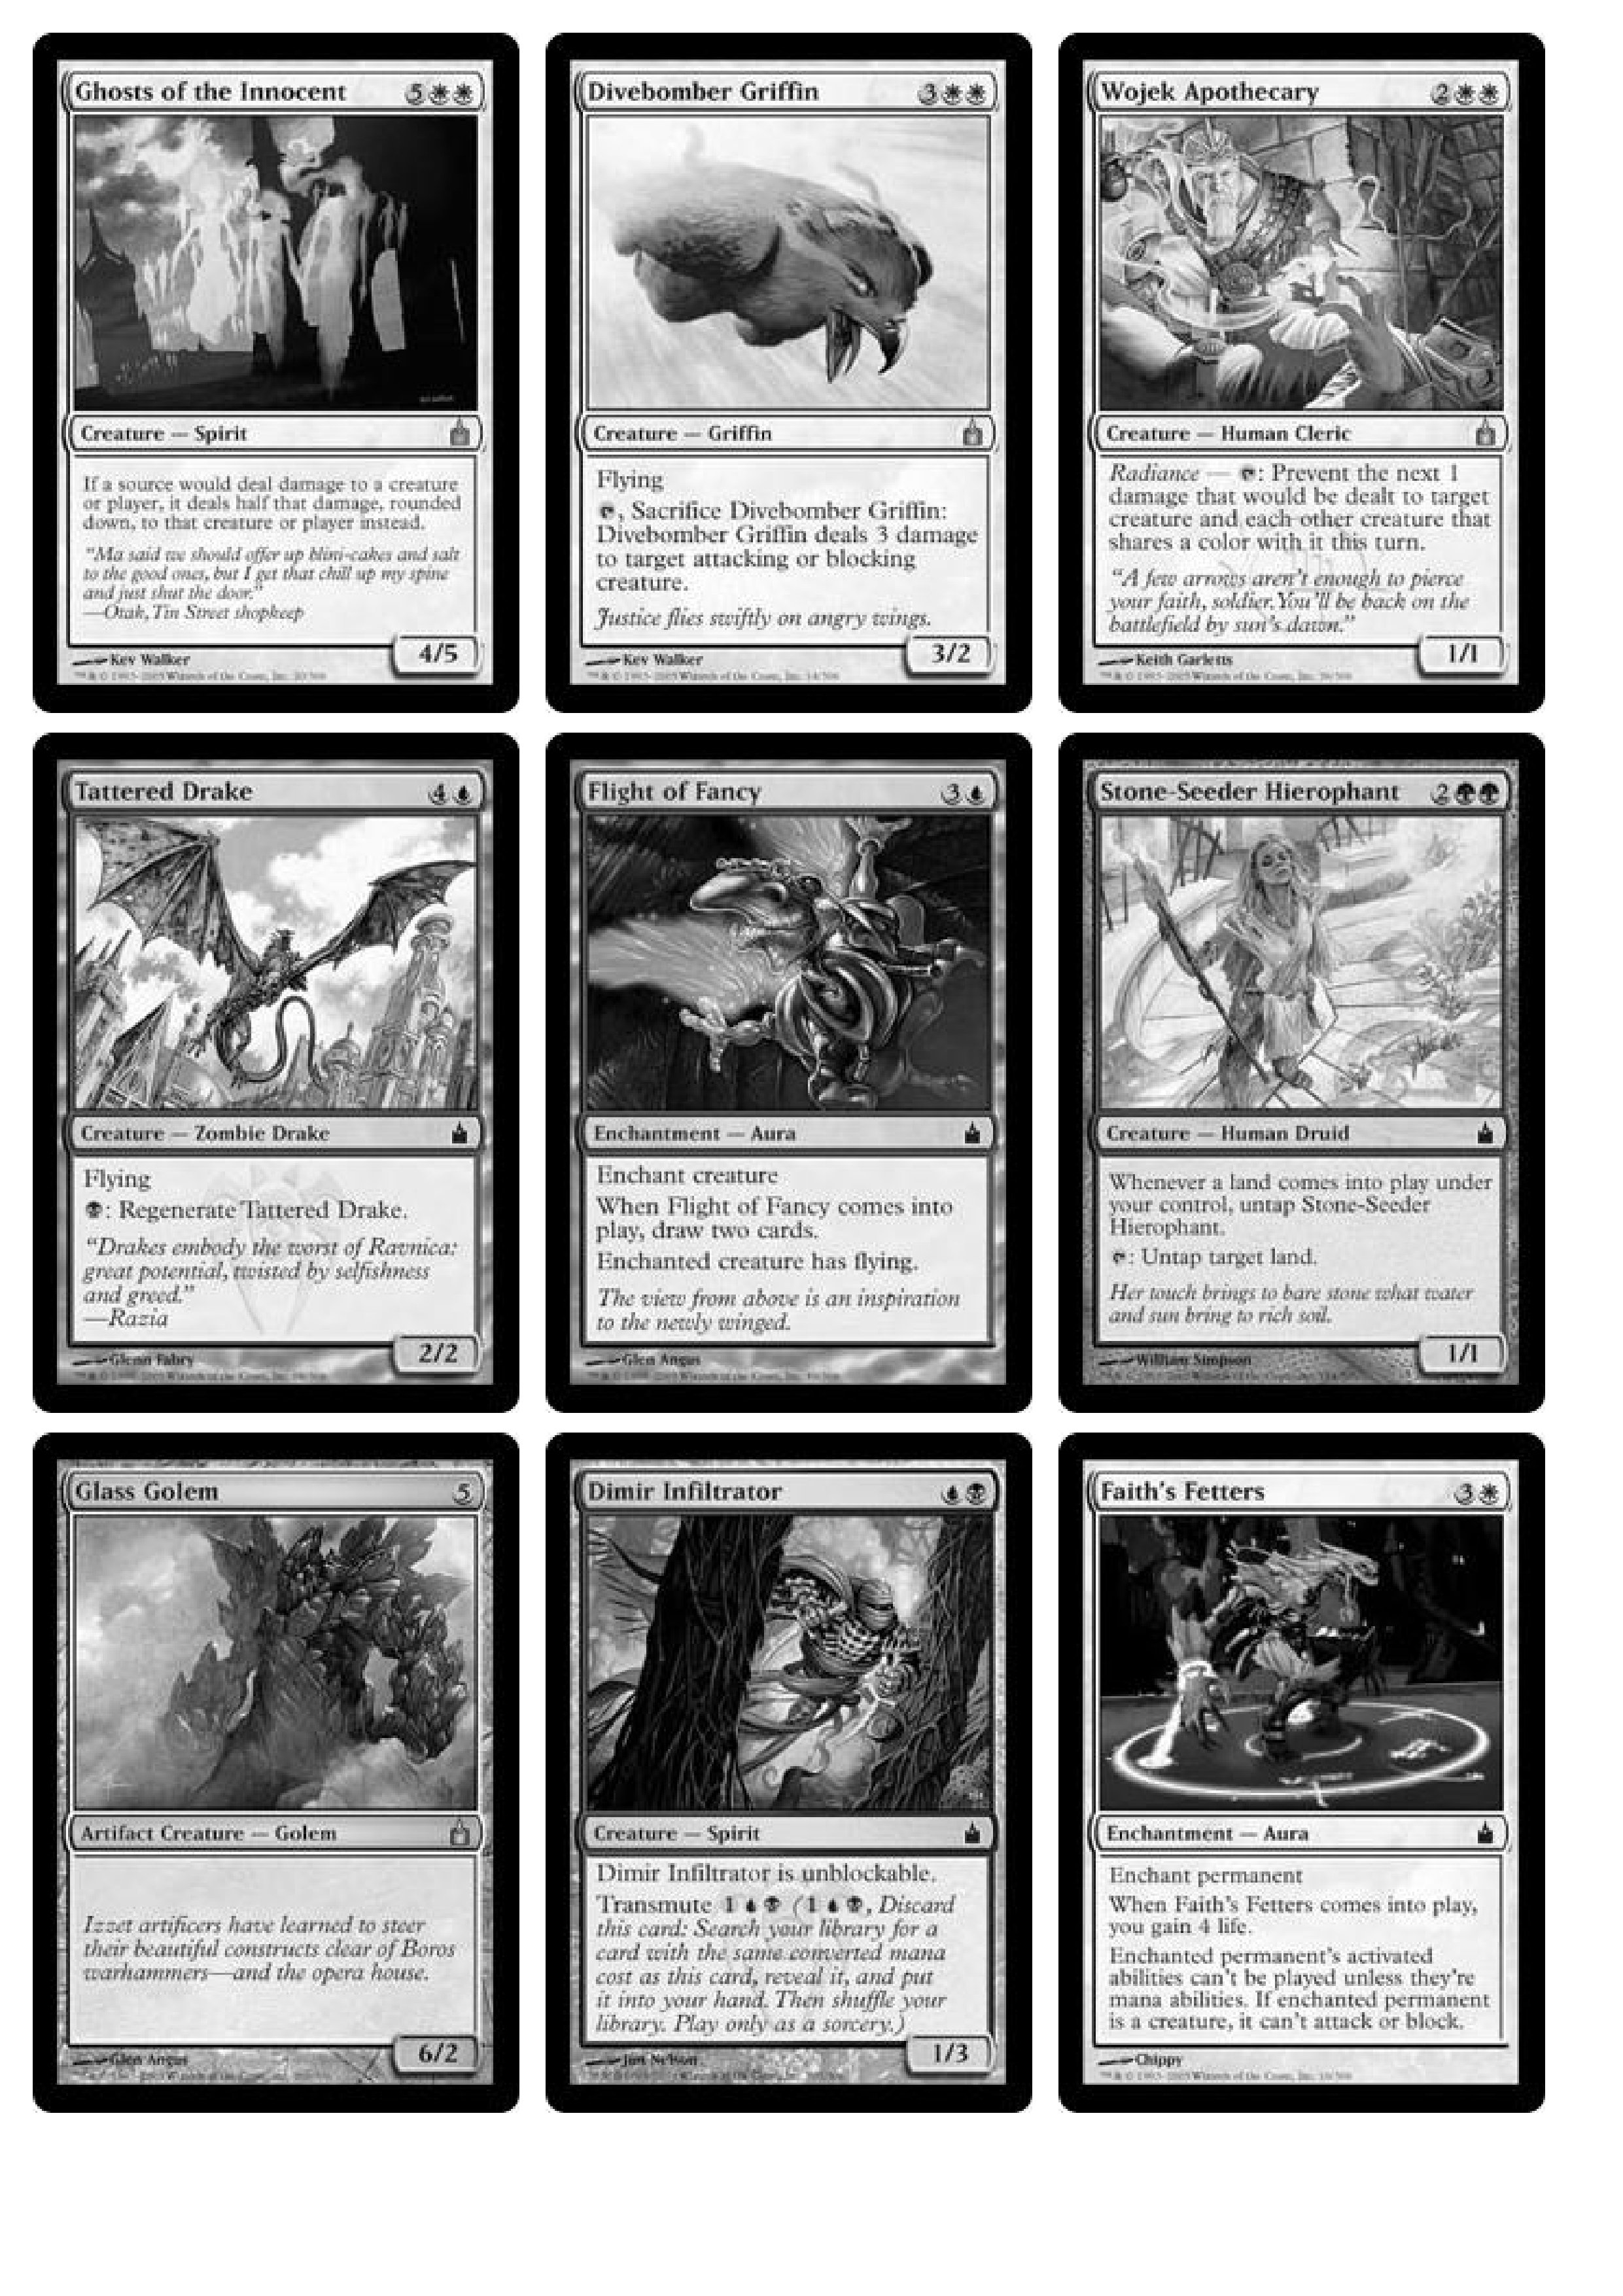 Ghosts of the Innocent 5
Creature — Spirit
If a source would deal damage to a creature
or player, it deals half that damage, rounded
down, to that creature or player instead.
"Ma said we should offer up blini-cakes and salt
to the good ones, but I get that chill up my spine
and just shut the door."
—Otak, Tin Street shopkeep
4/5
Kev Walker
Divebomber Griffin 3
Creature — Griffin
Flying
, Sacrifice Divebomber Griffin:
Divebomber Griffin deals 3 damage
to target attacking or blocking
creature.
Justice flies swiftly on angry wings.
3/2
Kev Walker
Wojek Apothecary 2
Creature — Human Cleric
Radiance — : Prevent the next 1
damage that would be dealt to target
creature and each other creature that
shares a color with it this turn.
"A few arrows aren't enough to pierce
your faith, soldier. You'll be back on the
battlefield by sun's dawn."
1/1
Keith Garletts
Tattered Drake 4
Creature — Zombie Drake
Flying
: Regenerate Tattered Drake.
"Drakes embody the worst of Ravnica:
great potential, twisted by selfishness
and greed."
—Razia
2/2
Glenn Fabry
Flight of Fancy 3
Enchantment — Aura
Enchant creature
When Flight of Fancy comes into
play, draw two cards.
Enchanted creature has flying.
The view from above is an inspiration
to the newly winged.
Glen Angus
Stone-Seeder Hierophant 2
Creature — Human Druid
Whenever a land comes into play under
your control, untap Stone-Seeder
Hierophant.
: Untap target land.
Her touch brings to bare stone what water
and sun bring to rich soil.
1/1
William Simpson
Glass Golem 5
Artifact Creature — Golem
Izzet artificers have learned to steer
their beautiful constructs clear of Boros
warhammers—and the opera house.
6/2
Glen Angus
Dimir Infiltrator
Creature — Spirit
Dimir Infiltrator is unblockable.
Transmute 1 (1 , Discard
this card: Search your library for a
card with the same converted mana
cost as this card, reveal it, and put
it into your hand. Then shuffle your
library. Play only as a sorcery.)
1/3
Jim Nelson
Faith's Fetters 3
Enchantment — Aura
Enchant permanent
When Faith's Fetters comes into play,
you gain 4 life.
Enchanted permanent's activated
abilities can't be played unless they're
mana abilities. If enchanted permanent
is a creature, it can't attack or block.
Chippy